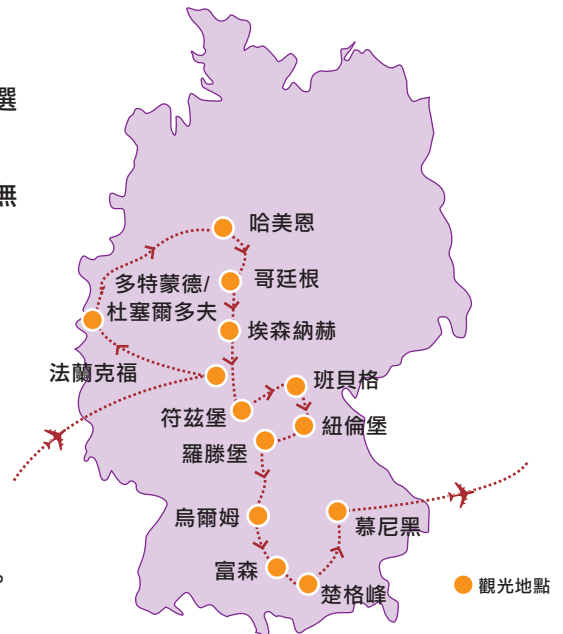 選
無
哈美恩
哥廷根
多特蒙德/
杜塞爾多夫
埃森納赫
法蘭克福
班貝格
符茲堡
紐倫堡
羅滕堡
烏爾姆
慕尼黑
富森
楚格峰
。
觀光地點